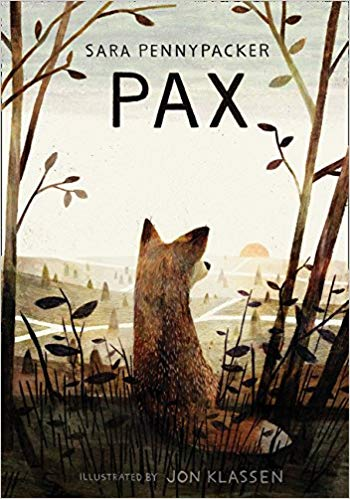 SARA PENNYPACKER
PAX
ILLUSTRATED BY JON KLASSEN